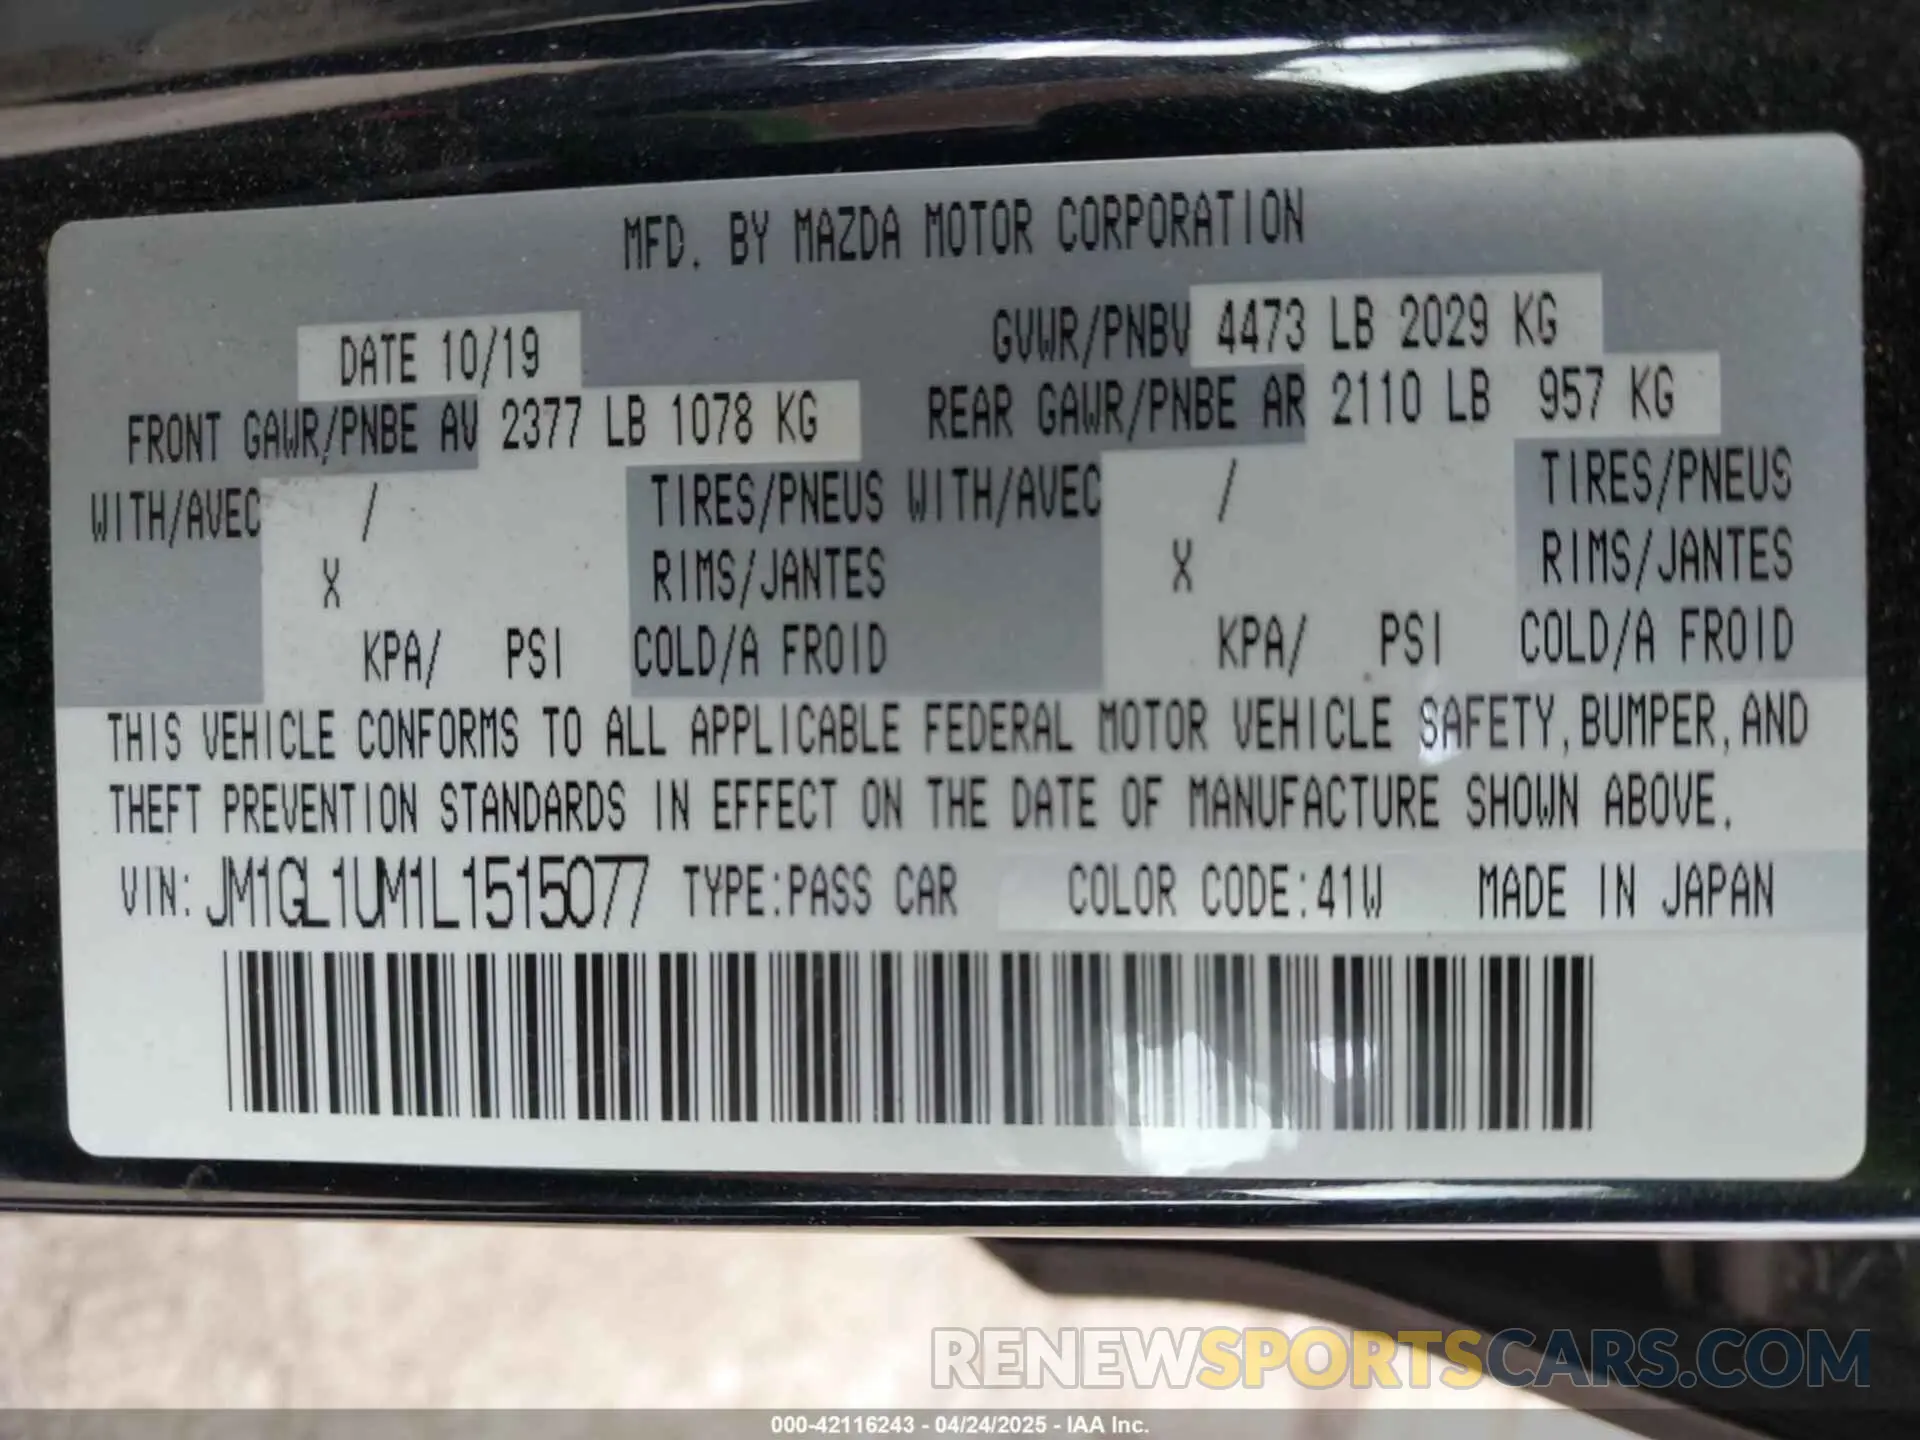 MFD. BY MAZDA MOTOR CORPORATION
DATE 10/19 GVWR/PNBV 4473 LB 2029 KG
FRONT GAWR/PNBE AV 2377 LB 1078 KG REAR GAWR/PNBE AR 2110 LB 957 KG
WITH/AVEC / TIRES/PNEUS WITH/AVEC / TIRES/PNEUS
X RIMS/JANTES X RIMS/JANTES
KPA/ PSI COLD/A FROID KPA/ PSI COLD/A FROID
THIS VEHICLE CONFORMS TO ALL APPLICABLE FEDERAL MOTOR VEHICLE SAFETY, BUMPER, AND
THEFT PREVENTION STANDARDS IN EFFECT ON THE DATE OF MANUFACTURE SHOWN ABOVE.
VIN: JM1GL1UM1L1515077 TYPE:PASS CAR COLOR CODE:41W MADE IN JAPAN
RENEWSPORTSCARS.COM
000-42116243 - 04/24/2025 - IAA Inc.